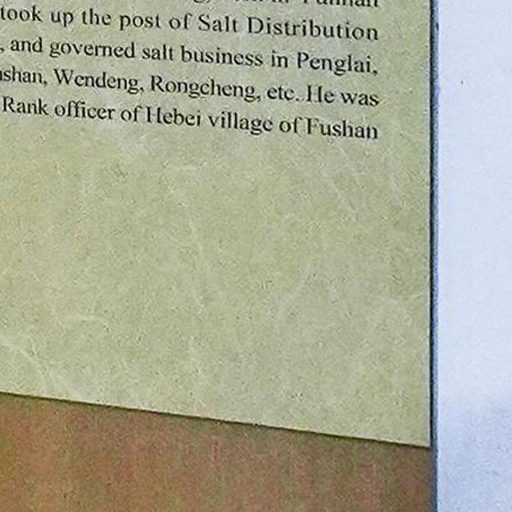 took up the post of Salt Distribution
, and governed salt business in Penglai,
shan, Wendeng, Rongcheng, etc. He was
Rank officer of Hebei village of Fushan